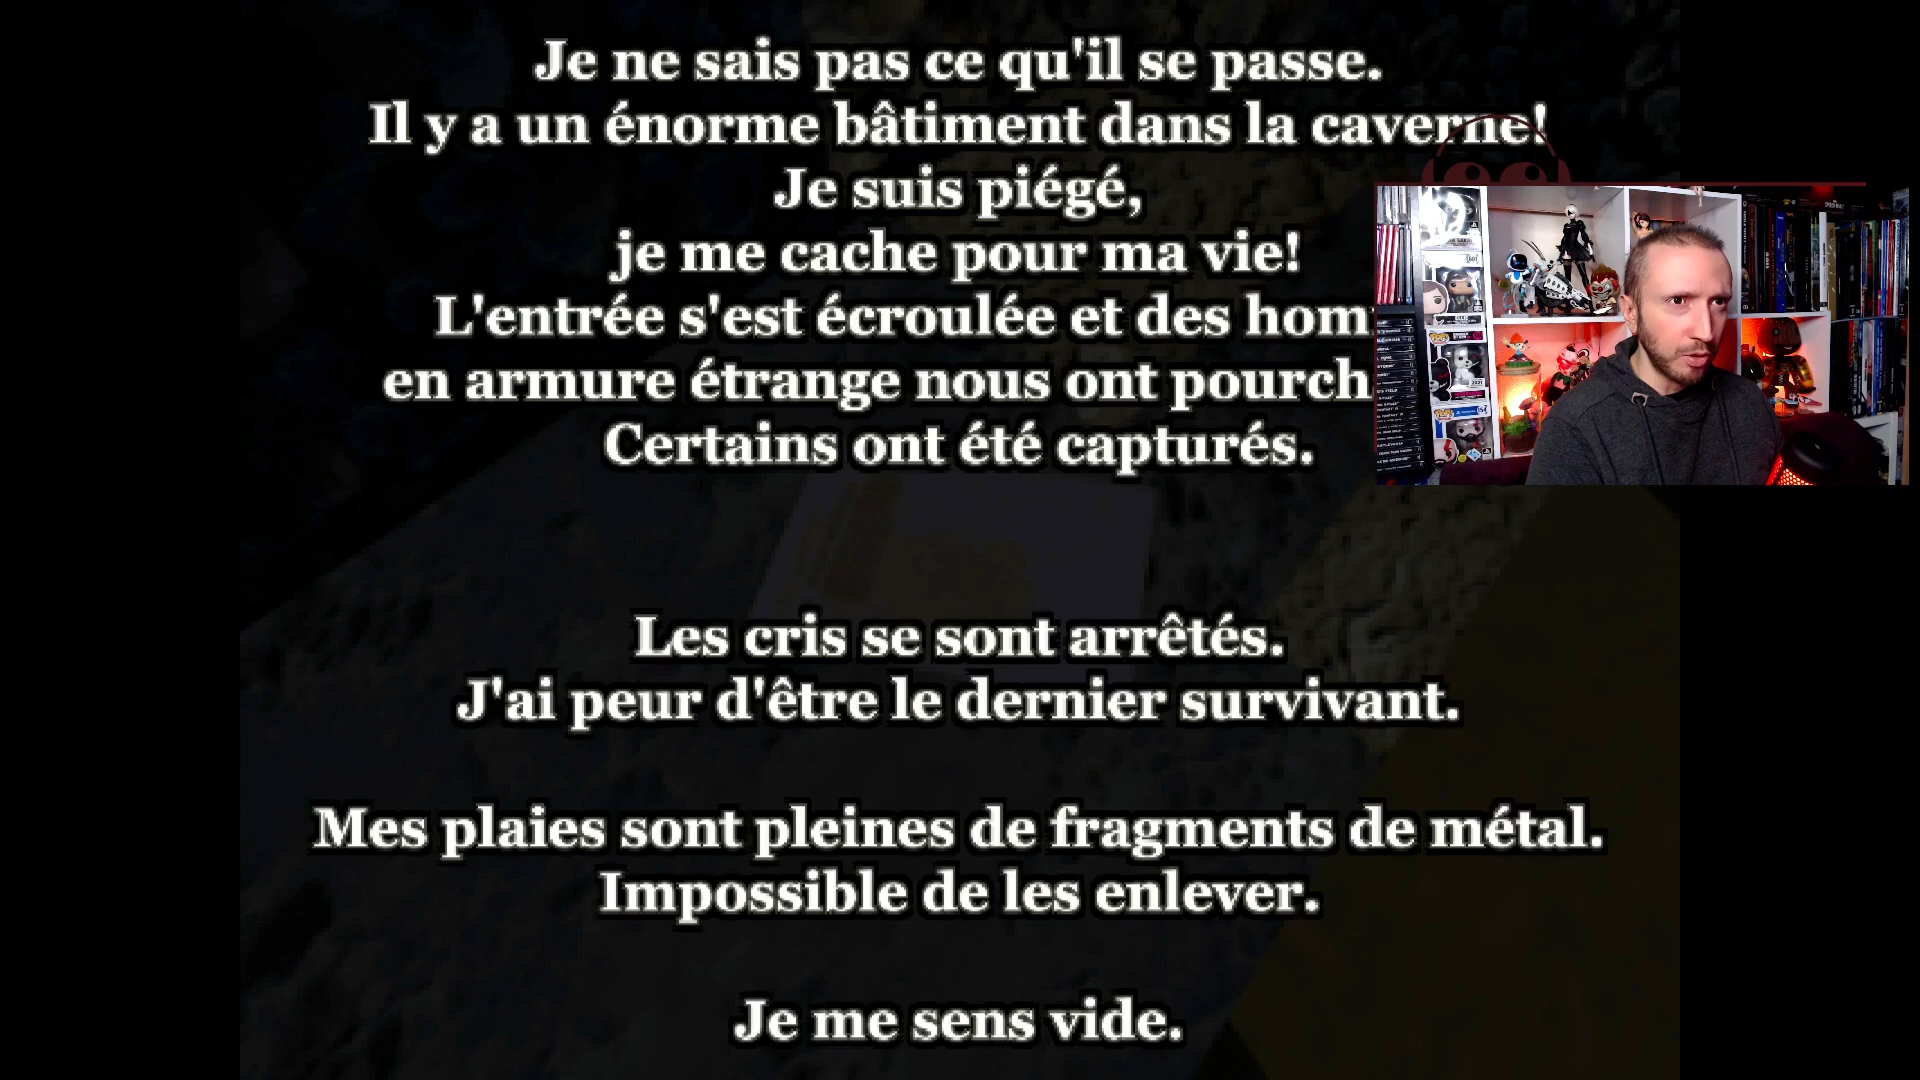 Je ne sais pas ce qu'il se passe.
Il y a un énorme bâtiment dans la caverne!
Je suis piégé,
je me cache pour ma vie!
L'entrée s'est écroulée et des
en armure étrange nous ont
Certains ont été capturés.
Les cris se sont arrêtés.
J'ai peur d'être le dernier survivant.
Mes plaies sont pleines de fragments de métal.
Impossible de les enlever.
Je me sens vide.